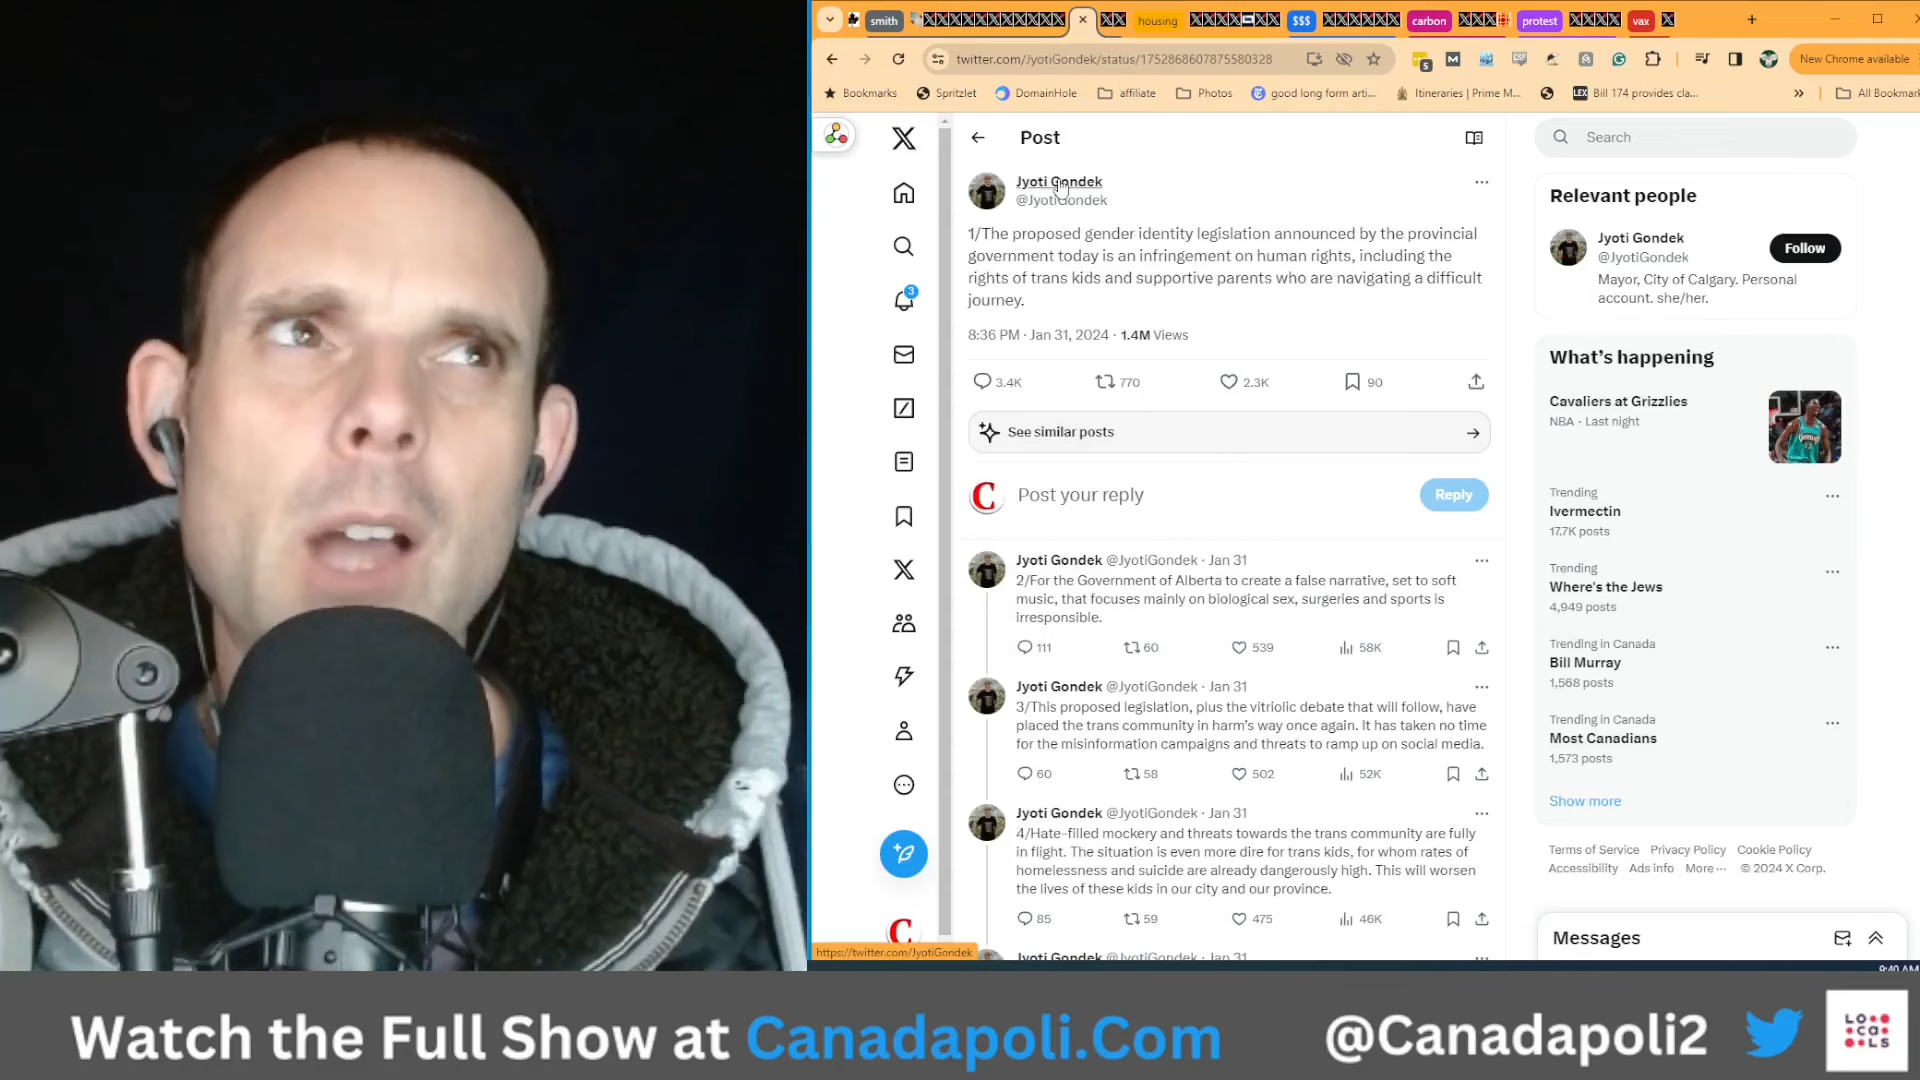 smith
housing
$$$
carbon
protest
vax
twitter.com/JyotiGondek/status/1752868607875580328
New Chrome available
Bookmarks
Spritzlet
DomainHole
affiliate
Photos
good long form arti...
Itineraries | Prime M...
Bill 174 provides cla...
All Bookmark
Post
Jyoti Gondek
@JyotiGondek
1/The proposed gender identity legislation announced by the provincial
government today is an infringement on human rights, including the
rights of trans kids and supportive parents who are navigating a difficult
journey.
8:36 PM · Jan 31, 2024 · 1.4M Views
3.4K
770
2.3K
90
See similar posts
Post your reply
Reply
Jyoti Gondek @JyotiGondek · Jan 31
2/For the Government of Alberta to create a false narrative, set to soft
music, that focuses mainly on biological sex, surgeries and sports is
irresponsible.
111
60
539
58K
Jyoti Gondek @JyotiGondek · Jan 31
3/This proposed legislation, plus the vitriolic debate that will follow, have
placed the trans community in harm's way once again. It has taken no time
for the misinformation campaigns and threats to ramp up on social media.
60
58
502
52K
Jyoti Gondek @JyotiGondek · Jan 31
4/Hate-filled mockery and threats towards the trans community are fully
in flight. The situation is even more dire for trans kids, for whom rates of
homelessness and suicide are already dangerously high. This will worsen
the lives of these kids in our city and our province.
85
59
475
46K
Jyoti Gondek @JyotiGondek · Jan 31
https://twitter.com/JyotiGondek
Search
Relevant people
Jyoti Gondek
@JyotiGondek
Follow
Mayor, City of Calgary. Personal
account. she/her.
What's happening
Cavaliers at Grizzlies
NBA · Last night
Trending
Ivermectin
17.7K posts
Trending
Where's the Jews
4,949 posts
Trending in Canada
Bill Murray
1,568 posts
Trending in Canada
Most Canadians
1,573 posts
Show more
Terms of Service Privacy Policy Cookie Policy
Accessibility Ads info More ··· © 2024 X Corp.
Messages
9:40 AM
Watch the Full Show at Canadapoli.Com
@Canadapoli2
LO
ca
LS